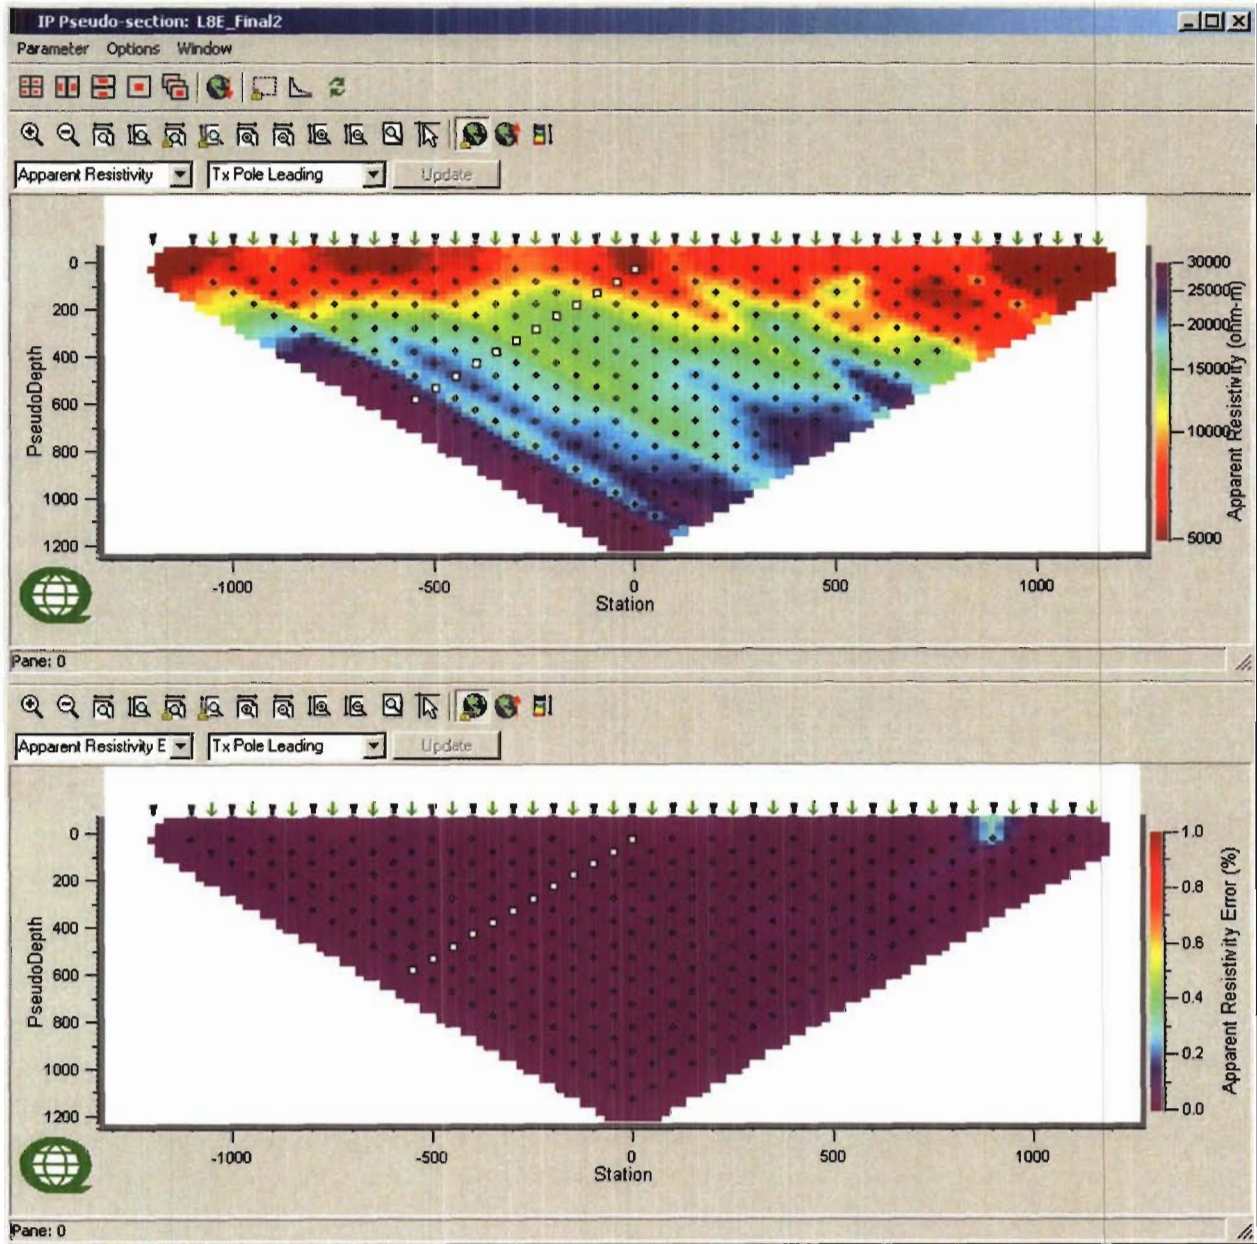 IP Pseudo-section: L8E_Final2
Parameter Options Window
Apparent Resistivity Tx Pole Leading Update
0
200
400
600
800
1000
1200
PseudoDepth
-1000 -500 0 500 1000
Station
30000
25000
20000
15000
10000
5000
Apparent Resistivity (ohm-m)
Pane: 0
Apparent Resistivity E Tx Pole Leading Update
0
200
400
600
800
1000
1200
PseudoDepth
-1000 -500 0 500 1000
Station
1.0
0.8
0.6
0.4
0.2
0.0
Apparent Resistivity Error (%)
Pane: 0